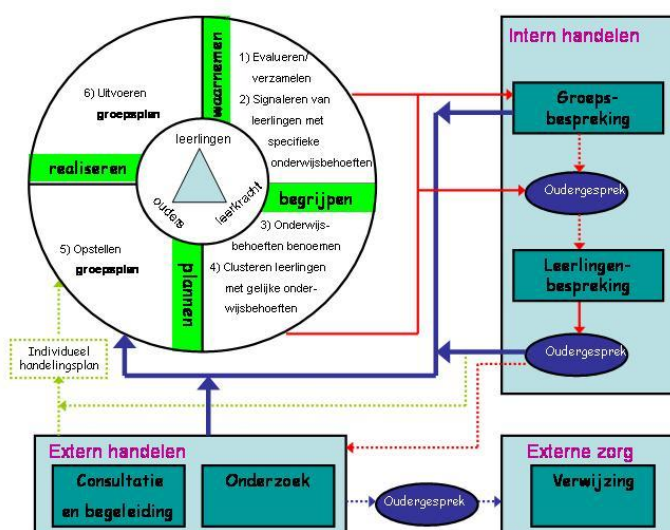 waarnemen
1) Evalueren/
verzamelen
2) Signaleren van
leerlingen met
specifieke
onderwijsbehoeften
begrijpen
3) Onderwijs-
behoeften benoemen
4) Clusteren leerlingen
met gelijke onder-
wijsbehoeften
plannen
5) Opstellen
groepsplan
realiseren
6) Uitvoeren
groepsplan
leerlingen
ouders
leerkracht
Individueel
handelingsplan
Intern handelen
Groeps-
bespreking
Oudergesprek
Leerlingen-
bespreking
Oudergesprek
Extern handelen
Consultatie
en begeleiding
Onderzoek
Oudergesprek
Externe zorg
Verwijzing